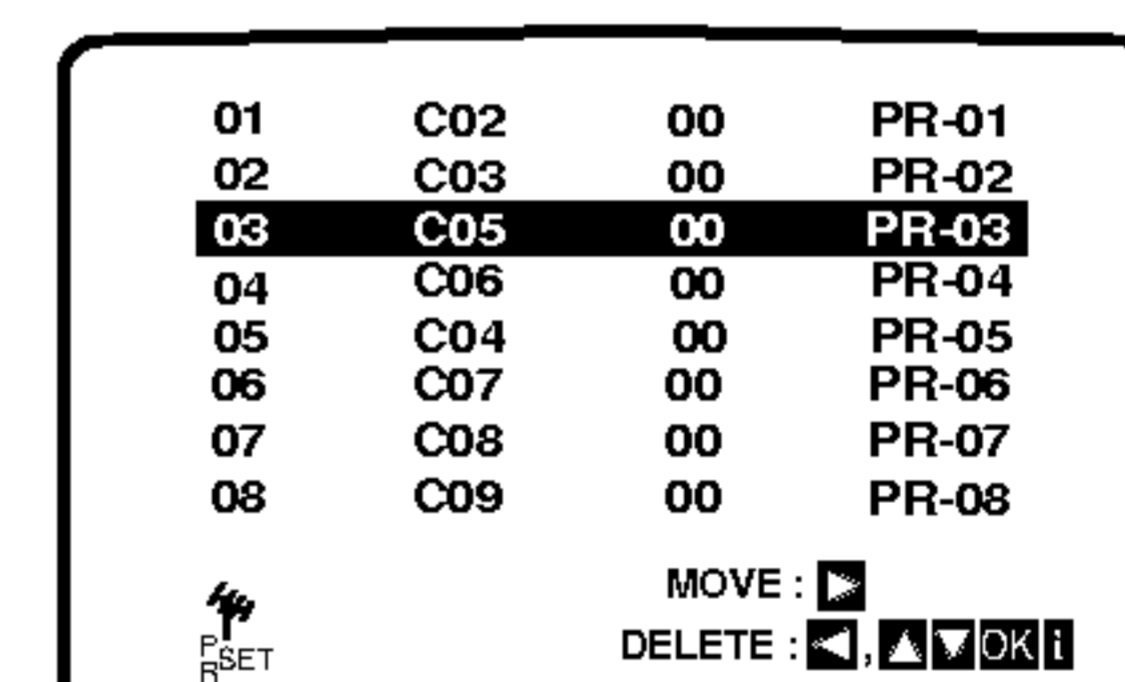 01 C02 00 PR-01
02 C03 00 PR-02
03 C05 00 PR-03
04 C06 00 PR-04
05 C04 00 PR-05
06 C07 00 PR-06
07 C08 00 PR-07
08 C09 00 PR-08
MOVE :
PR SET DELETE : , OK i